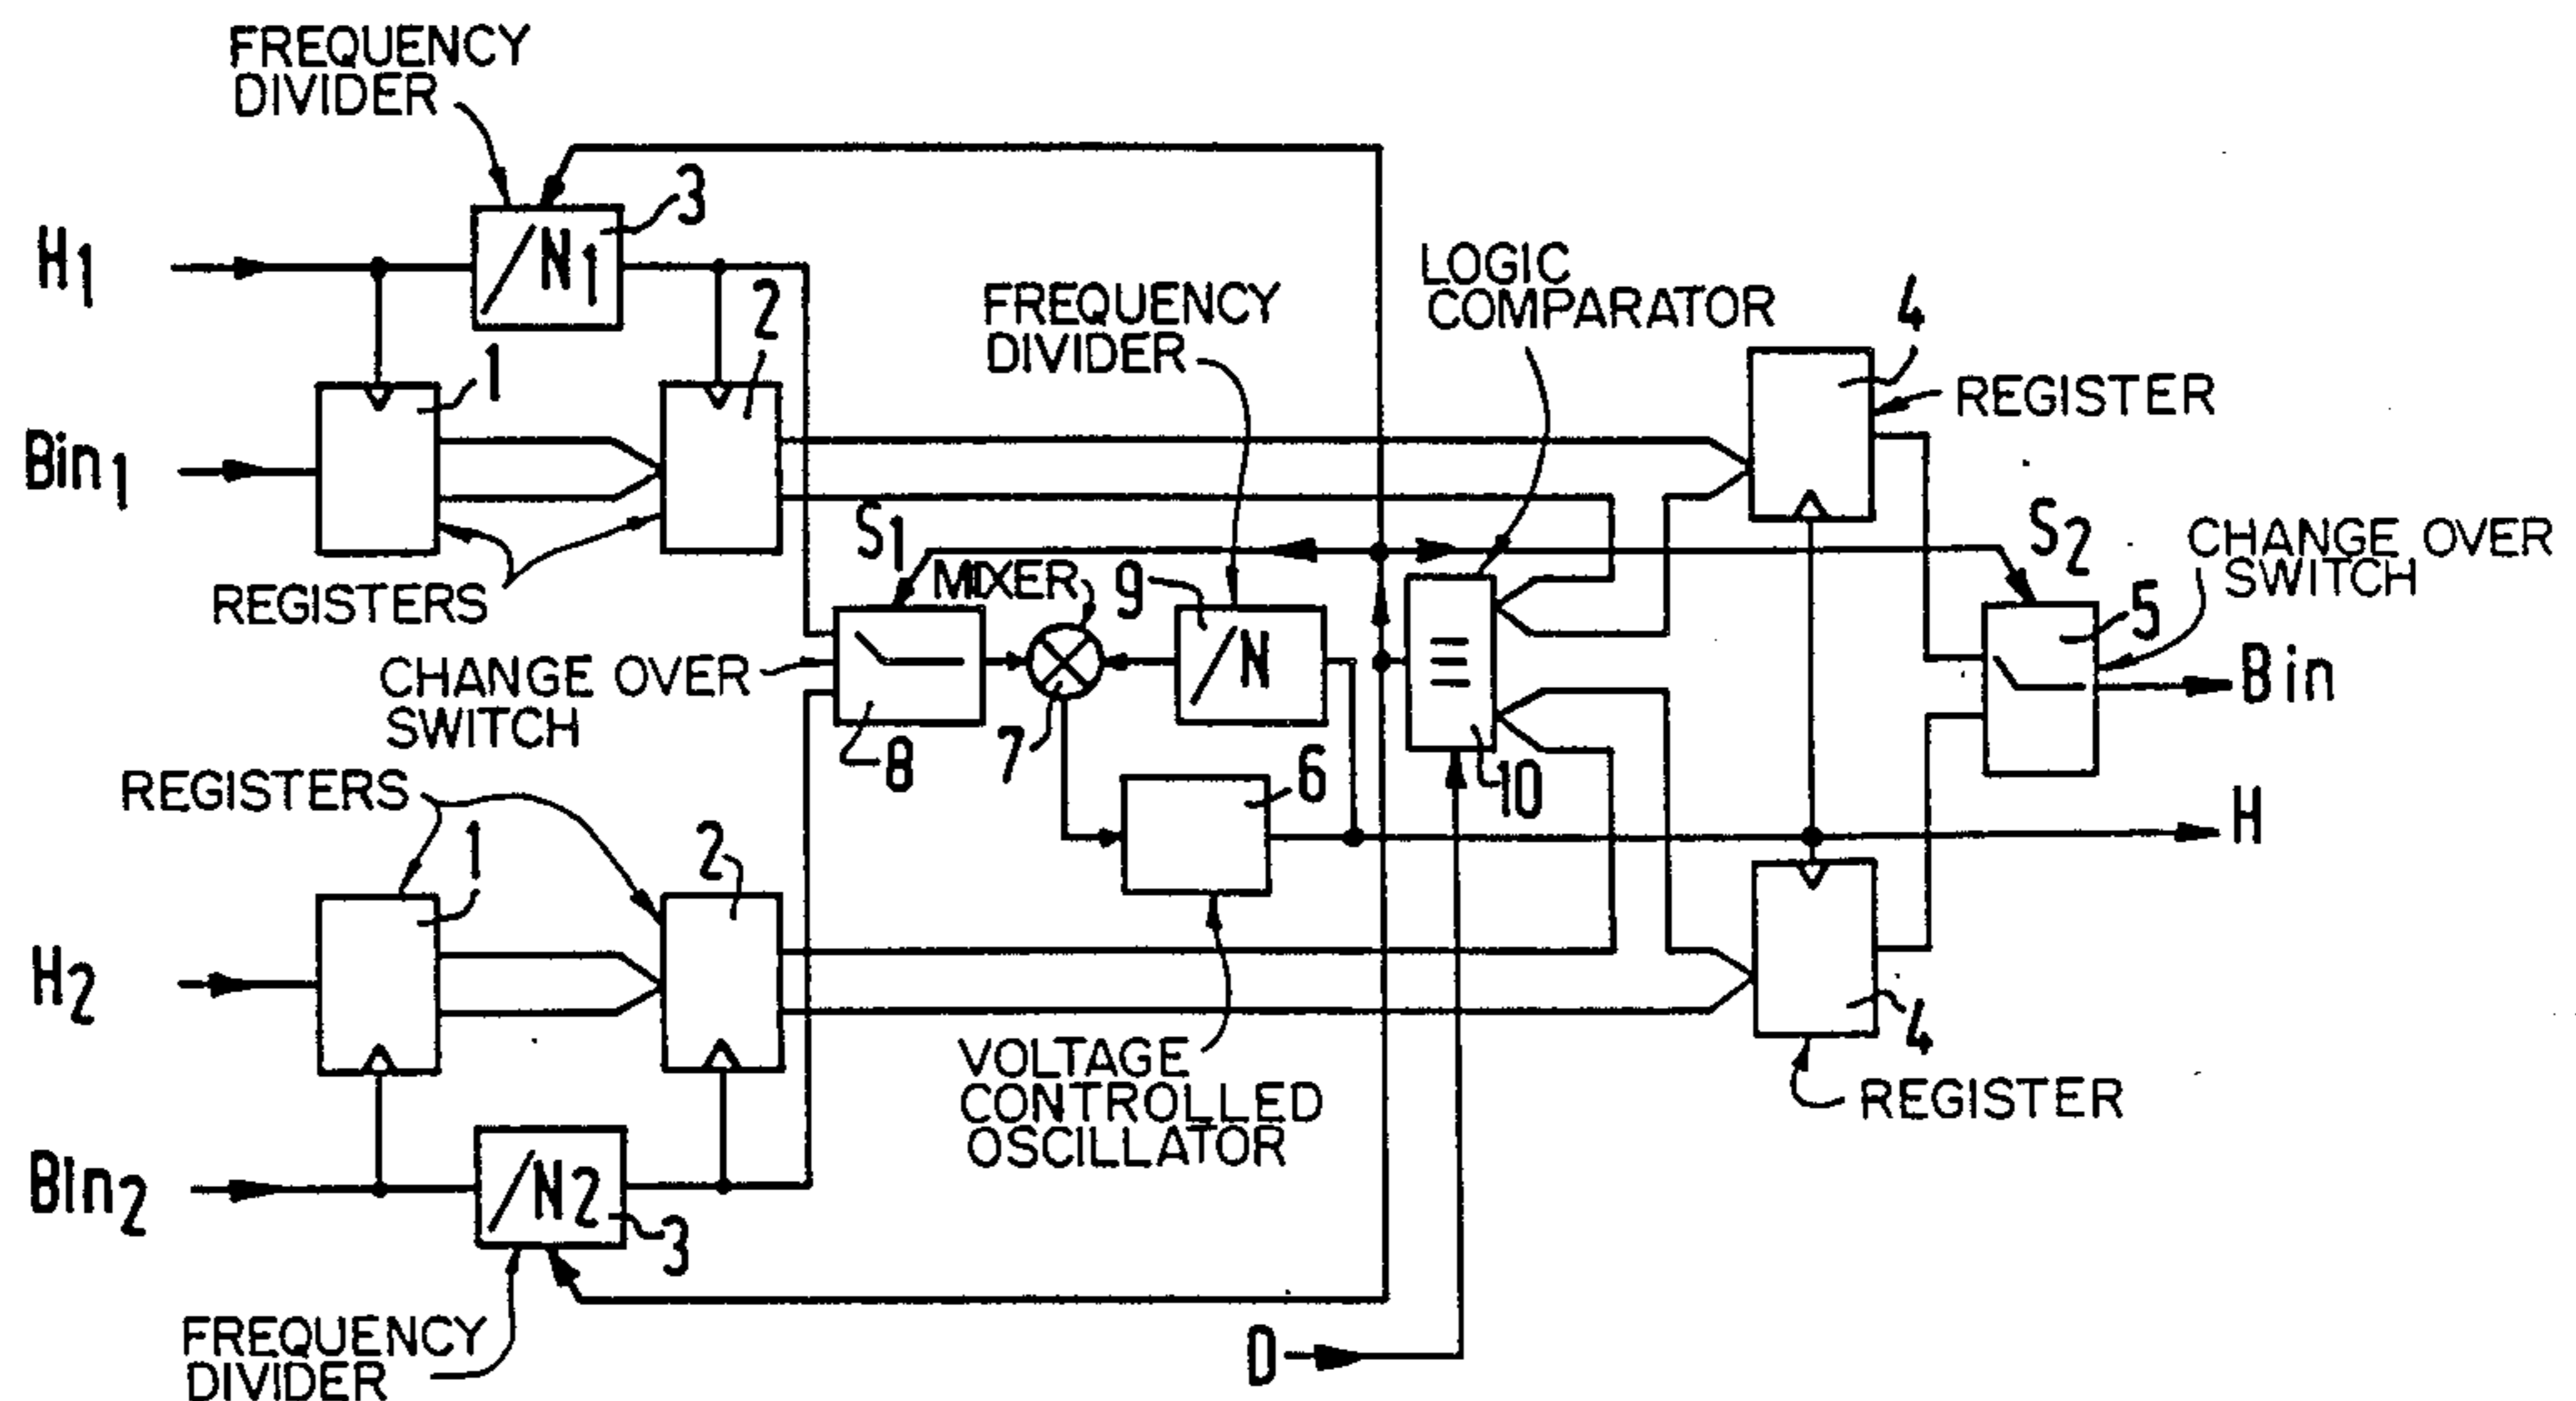 FREQUENCY
DIVIDER
3
H1
/N1
1
2
Bin1
REGISTERS
FREQUENCY
DIVIDER
LOGIC
COMPARATOR
4
REGISTER
S1
MIXER
9
/N
S2
CHANGE OVER
SWITCH
5
Bin
CHANGE OVER
SWITCH
8
7
6
10
H
REGISTERS
1
2
H2
4
REGISTER
VOLTAGE
CONTROLLED
OSCILLATOR
Bin2
/N2
3
FREQUENCY
DIVIDER
D